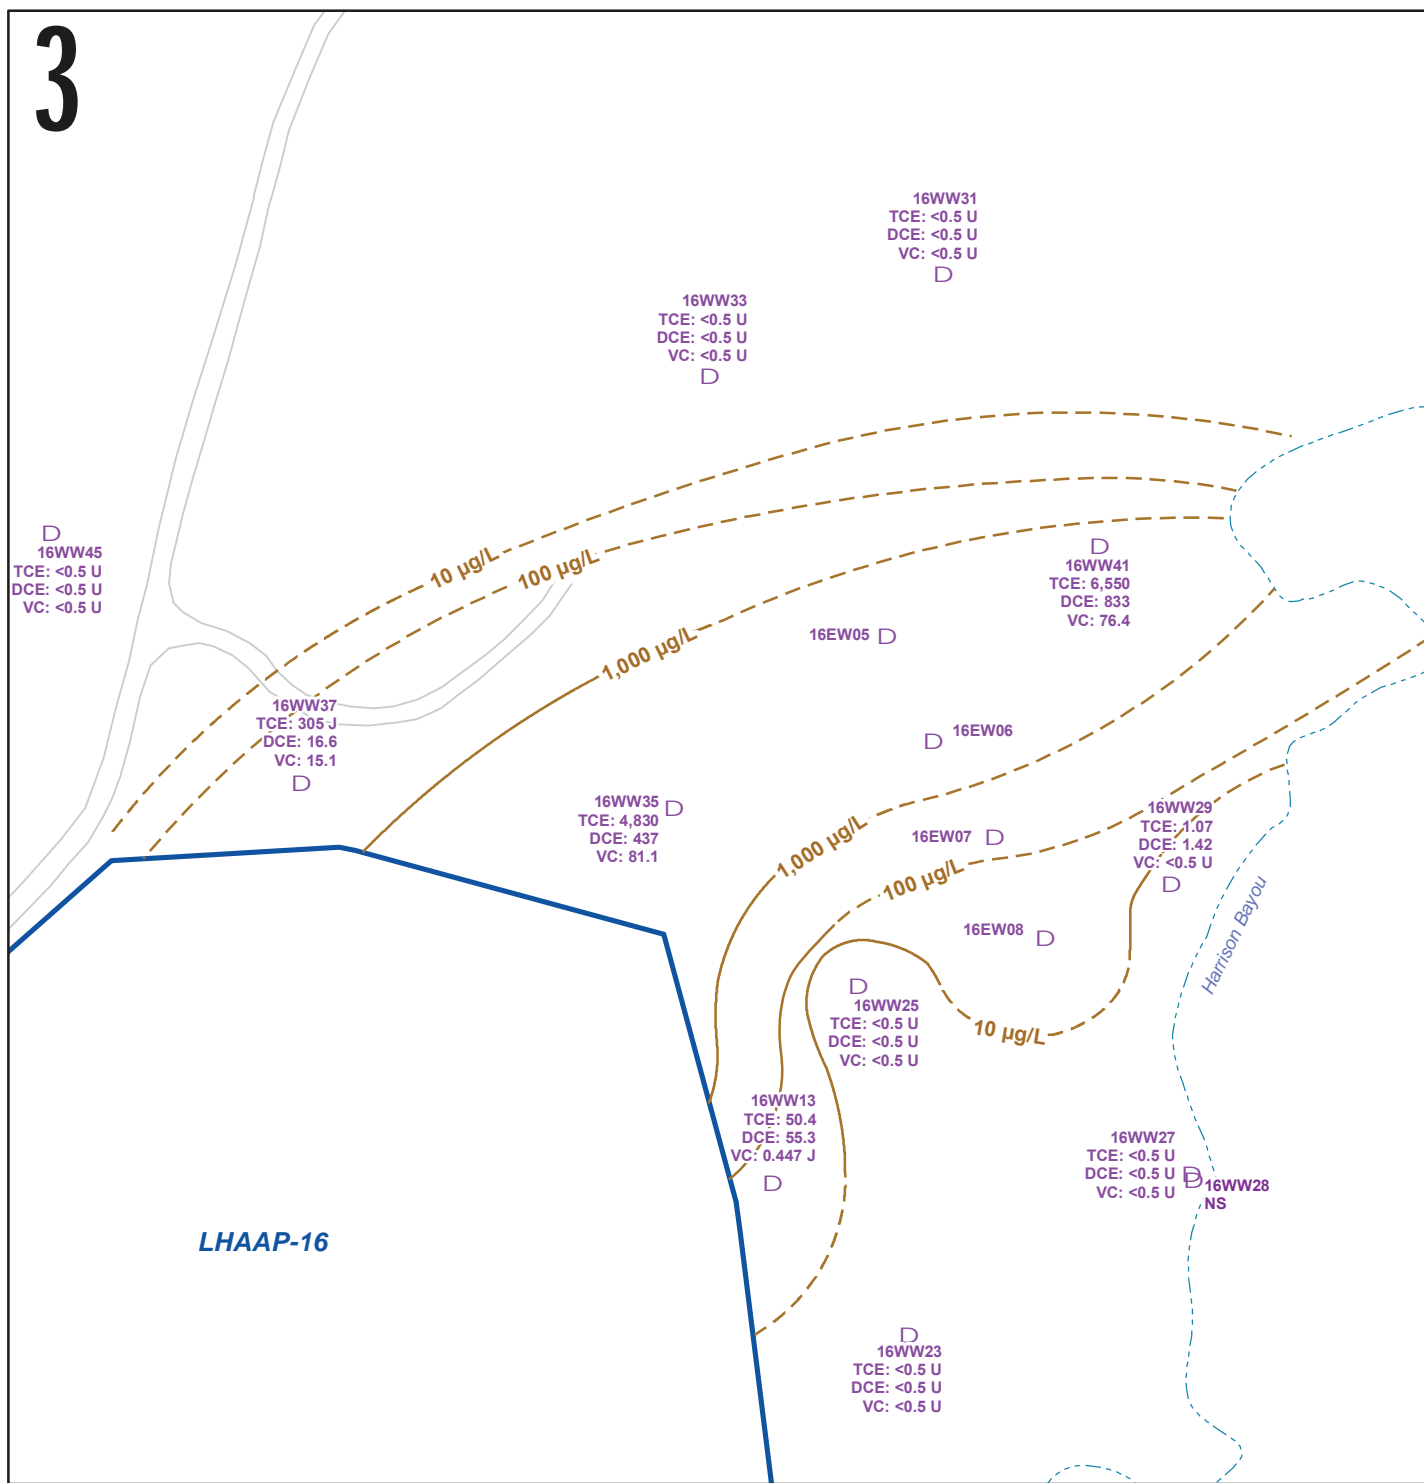 3
16WW31
TCE: <0.5 U
DCE: <0.5 U
VC: <0.5 U
D
16WW33
TCE: <0.5 U
DCE: <0.5 U
VC: <0.5 U
D
D
16WW45
TCE: <0.5 U
DCE: <0.5 U
VC: <0.5 U
10 µg/L
100 µg/L
1,000 µg/L
D
16WW41
TCE: 6,550
DCE: 833
VC: 76.4
16EW05 D
16WW37
TCE: 305 J
DCE: 16.6
VC: 15.1
D
D 16EW06
16WW35 D
TCE: 4,830
DCE: 437
VC: 81.1
1,000 µg/L
16EW07 D
100 µg/L
16WW29
TCE: 1.07
DCE: 1.42
VC: <0.5 U
D
16EW08 D
Harrison Bayou
D
16WW25
TCE: <0.5 U
DCE: <0.5 U
VC: <0.5 U
10 µg/L
16WW13
TCE: 50.4
DCE: 55.3
VC: 0.447 J
D
16WW27
TCE: <0.5 U
DCE: <0.5 U D
VC: <0.5 U D
16WW28
NS
LHAAP-16
D
16WW23
TCE: <0.5 U
DCE: <0.5 U
VC: <0.5 U